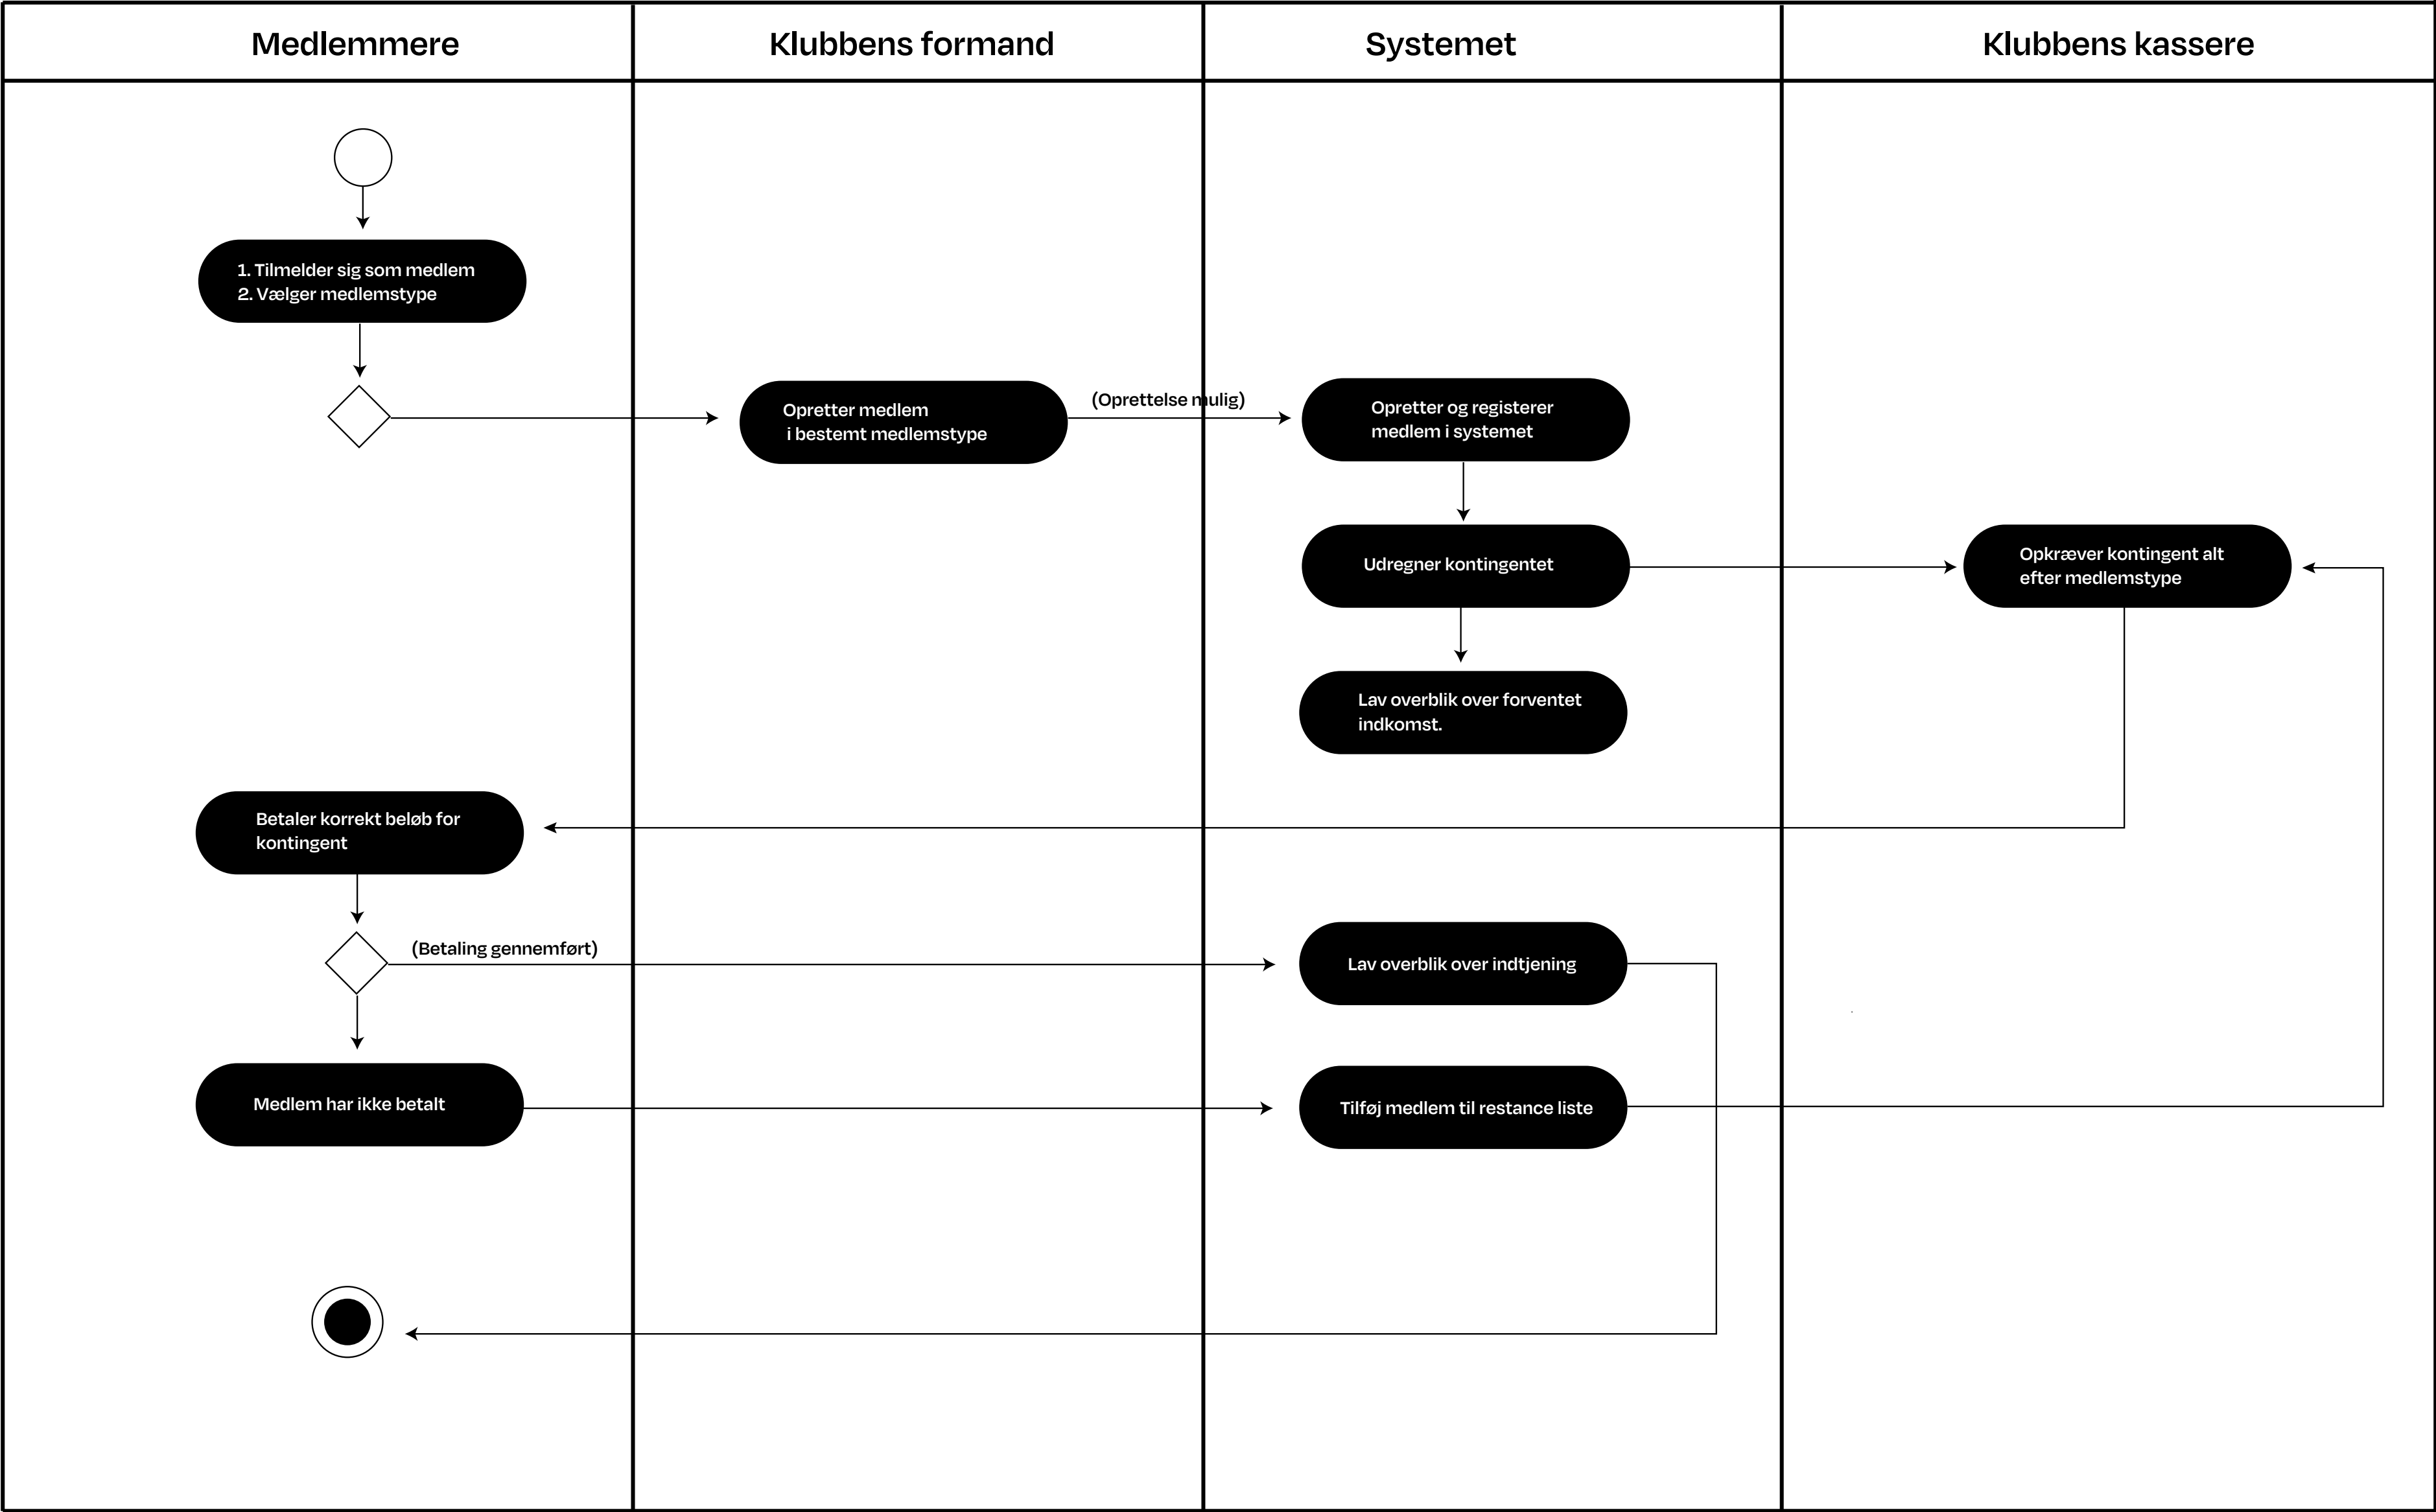 Medlemmere
Klubbens formand
Systemet
Klubbens kassere
1. Tilmelder sig som medlem
2. Vælger medlemstype
Opretter medlem
i bestemt medlemstype
(Oprettelse mulig)
Opretter og registerer
medlem i systemet
Udregner kontingentet
Opkræver kontingent alt
efter medlemstype
Lav overblik over forventet
indkomst.
Betaler korrekt beløb for
kontingent
(Betaling gennemført)
Lav overblik over indtjening
Medlem har ikke betalt
Tilføj medlem til restance liste